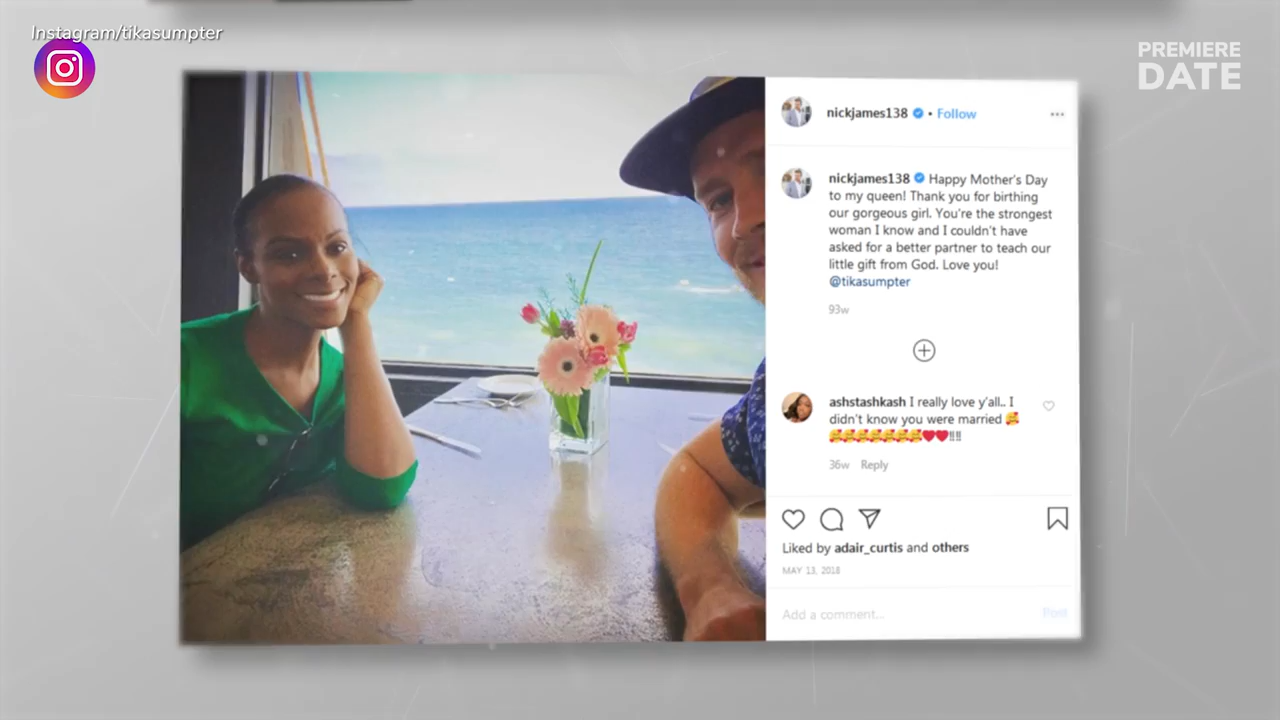 Instagram/tikasumpter
PREMIERE
DATE
nickjames138 • Follow
nickjames138 Happy Mother's Day
to my queen! Thank you for birthing
our gorgeous girl. You're the strongest
woman I know and I couldn't have
asked for a better partner to teach our
little gift from God. Love you!
@tikasumpter
93w
ashstashkash I really love y'all.. I
didn't know you were married 🥰
🥰🥰🥰🥰🥰🥰🥰❤️❤️‼️!
36w Reply
Liked by adair_curtis and others
MAY 13, 2018
Add a comment...
Post